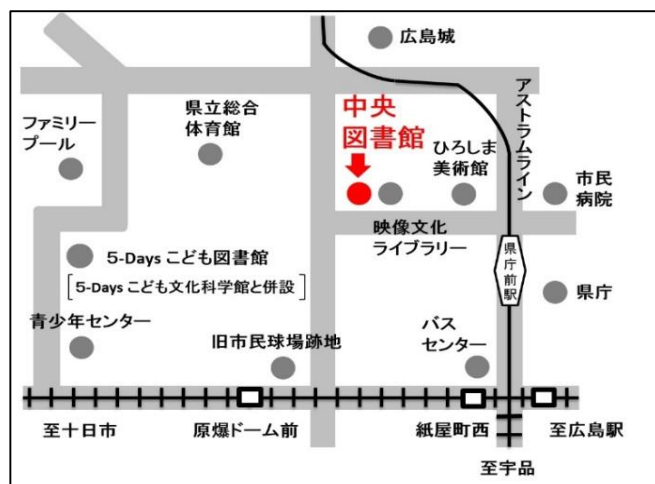 広島城
中央
図書館
県立総合
体育館
ファミリー
プール
ひろしま
美術館
アストラムライン
市民
病院
映像文化
ライブラリー
5-Days こども図書館
[5-Days こども文化科学館と併設]
県庁前駅
県庁
青少年センター
旧市民球場跡地
バス
センター
至十日市
原爆ドーム前
紙屋町西
至広島駅
至宇品